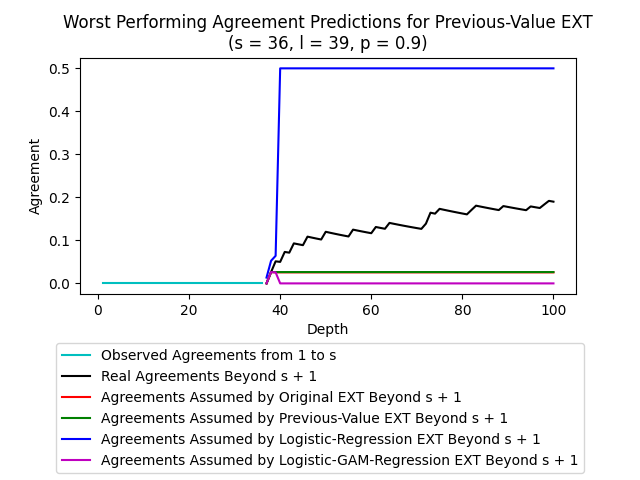 Worst Performing Agreement Predictions for Previous-Value EXT
(s = 36, l = 39, p = 0.9)
Agreement
0.5
0.4
0.3
0.2
0.1
0.0
0 20 40 60 80 100
Depth
Observed Agreements from 1 to s
Real Agreements Beyond s + 1
Agreements Assumed by Original EXT Beyond s + 1
Agreements Assumed by Previous-Value EXT Beyond s + 1
Agreements Assumed by Logistic-Regression EXT Beyond s + 1
Agreements Assumed by Logistic-GAM-Regression EXT Beyond s + 1